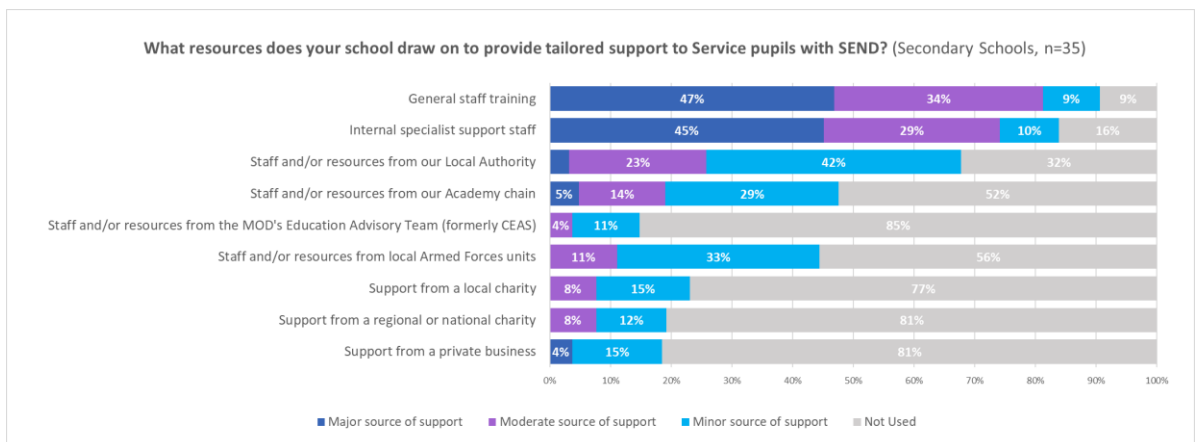 What resources does your school draw on to provide tailored support to Service pupils with SEND? (Secondary Schools, n=35)
General staff training 47% 34% 9% 9%
Internal specialist support staff 45% 29% 10% 16%
Staff and/or resources from our Local Authority 23% 42% 32%
Staff and/or resources from our Academy chain 5% 14% 29% 52%
Staff and/or resources from the MOD's Education Advisory Team (formerly CEAS) 4% 11% 85%
Staff and/or resources from local Armed Forces units 11% 33% 56%
Support from a local charity 8% 15% 77%
Support from a regional or national charity 8% 12% 81%
Support from a private business 4% 15% 81%
0% 10% 20% 30% 40% 50% 60% 70% 80% 90% 100%
Major source of support Moderate source of support Minor source of support Not Used